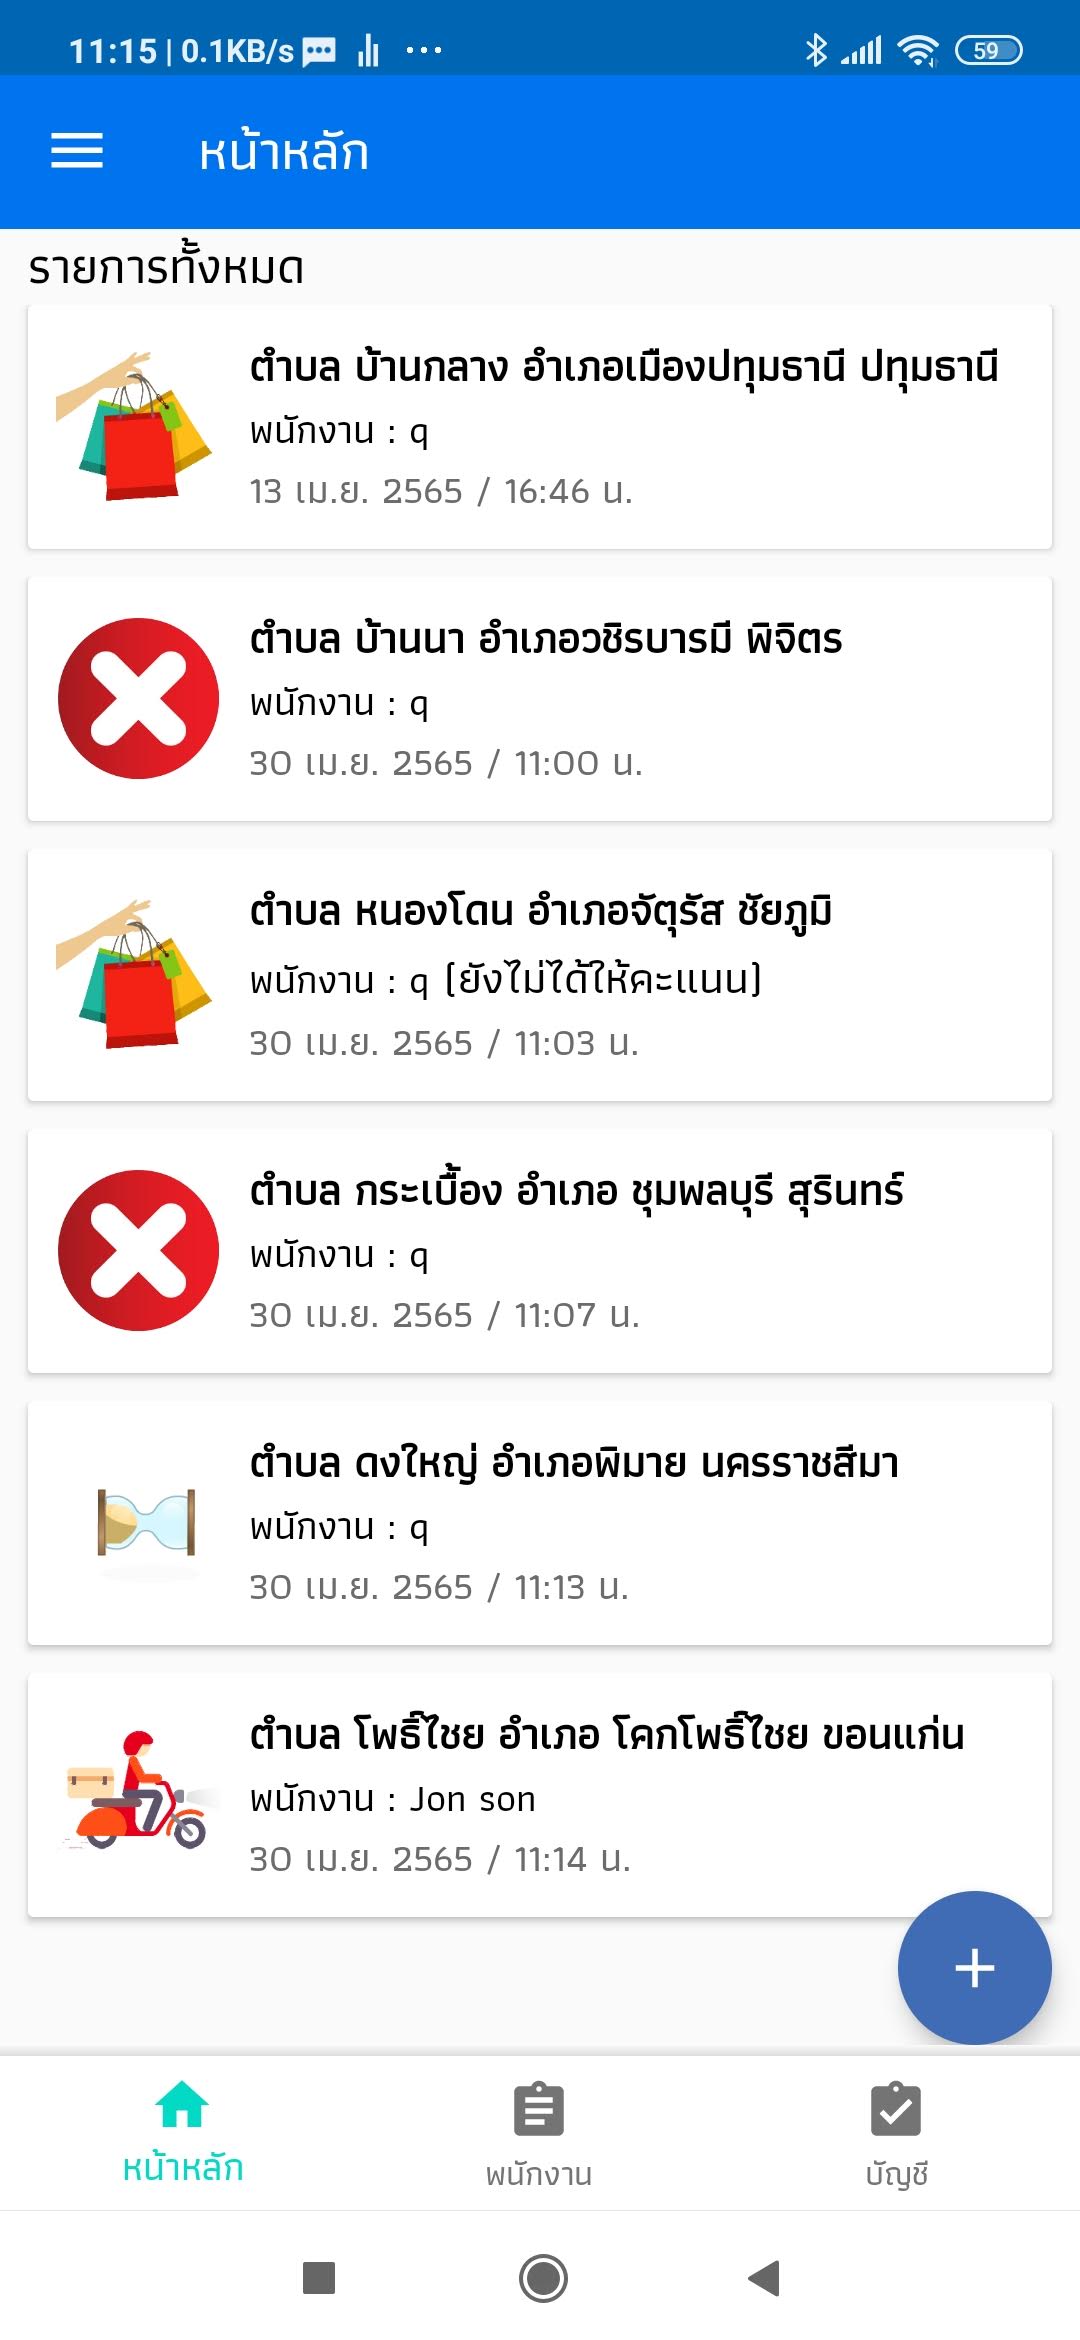 11:15 | 0.1KB/s
59
หน้าหลัก
รายการทั้งหมด
ตำบล บ้านกลาง อำเภอเมืองปทุมธานี ปทุมธานี
พนักงาน : q
13 เม.ย. 2565 / 16:46 น.
ตำบล บ้านนา อำเภอวชิรบารมี พิจิตร
พนักงาน : q
30 เม.ย. 2565 / 11:00 น.
ตำบล หนองโดน อำเภอจัตุรัส ชัยภูมิ
พนักงาน : q (ยังไม่ได้ให้คะแนน)
30 เม.ย. 2565 / 11:03 น.
ตำบล กระเบื้อง อำเภอ ชุมพลบุรี สุรินทร์
พนักงาน : q
30 เม.ย. 2565 / 11:07 น.
ตำบล ดงใหญ่ อำเภอพิมาย นครราชสีมา
พนักงาน : q
30 เม.ย. 2565 / 11:13 น.
ตำบล โพธิ์ไชย อำเภอ โคกโพธิ์ไชย ขอนแก่น
พนักงาน : Jon son
30 เม.ย. 2565 / 11:14 น.
หน้าหลัก
พนักงาน
บัญชี